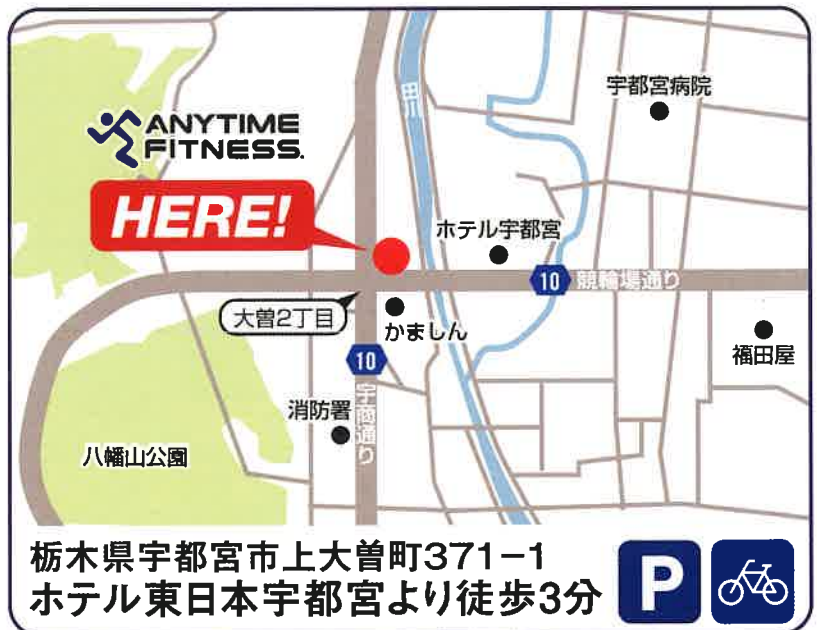 宇都宮病院
田川
ANYTIME
FITNESS.
HERE!
ホテル宇都宮
10 競輪場通り
大曽2丁目
かましん
福田屋
10
宇商通り
消防署
八幡山公園
栃木県宇都宮市上大曽町371-1
ホテル東日本宇都宮より徒歩3分
P